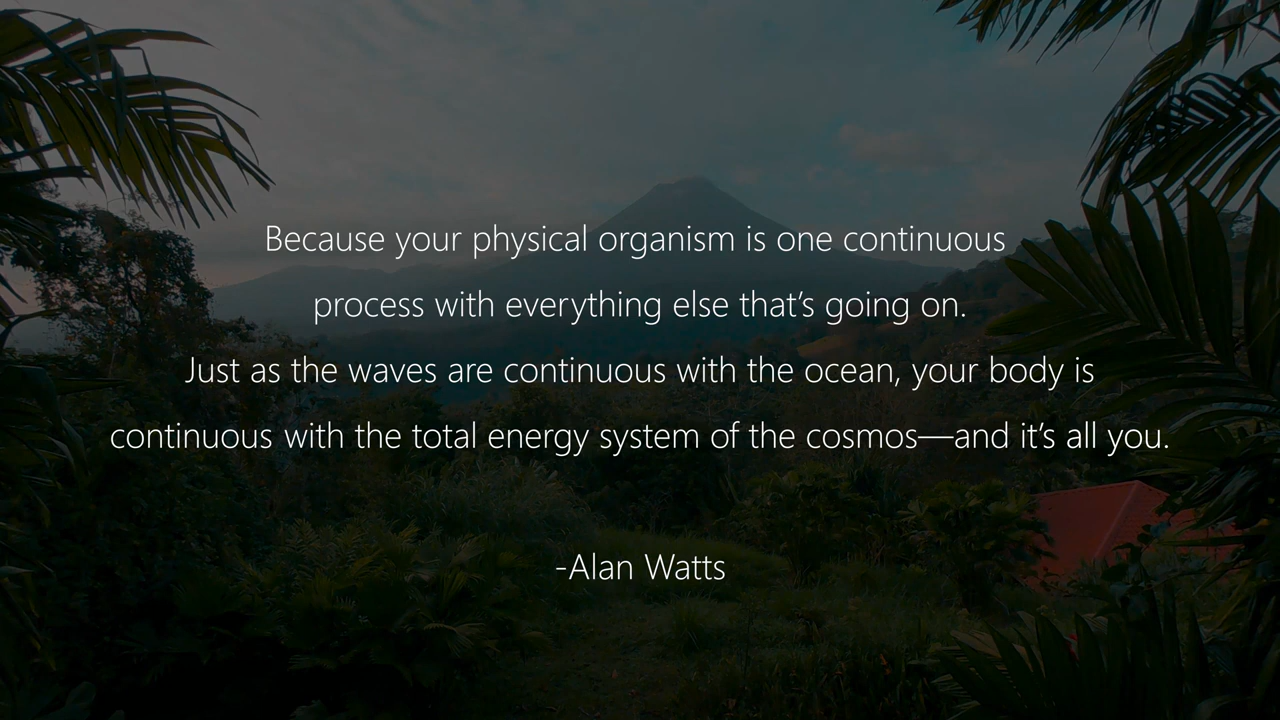 Because your physical organism is one continuous
process with everything else that’s going on.
Just as the waves are continuous with the ocean, your body is
continuous with the total energy system of the cosmos—and it’s all you.
-Alan Watts